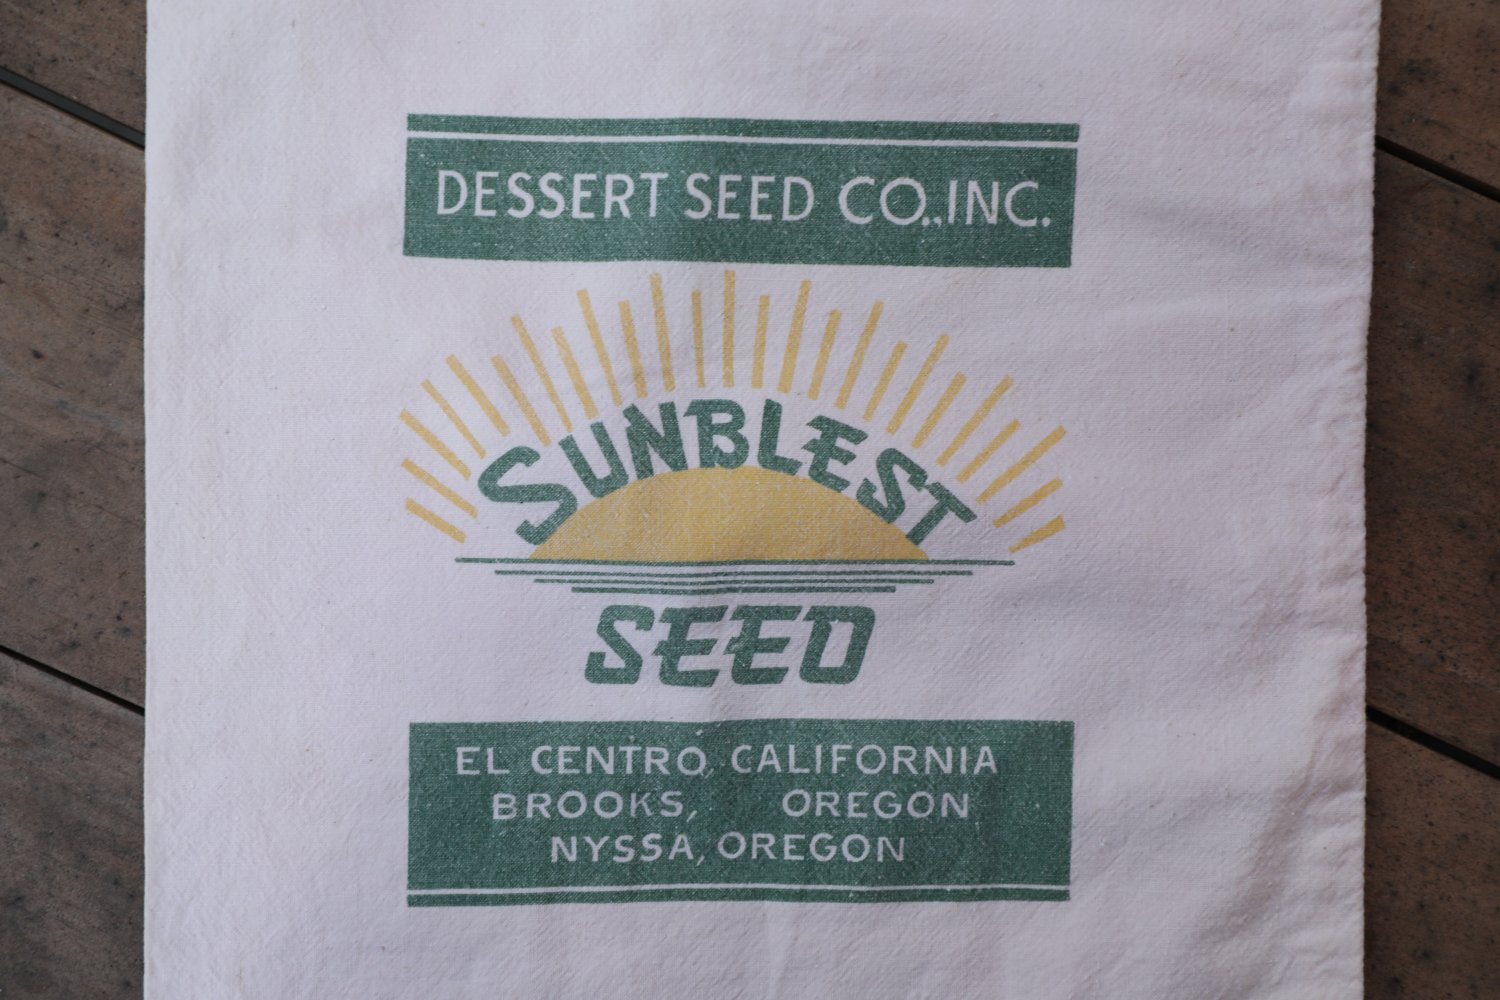 DESSERT SEED CO., INC.
SUNBLEST
SEED
EL CENTRO, CALIFORNIA
BROOKS, OREGON
NYSSA, OREGON